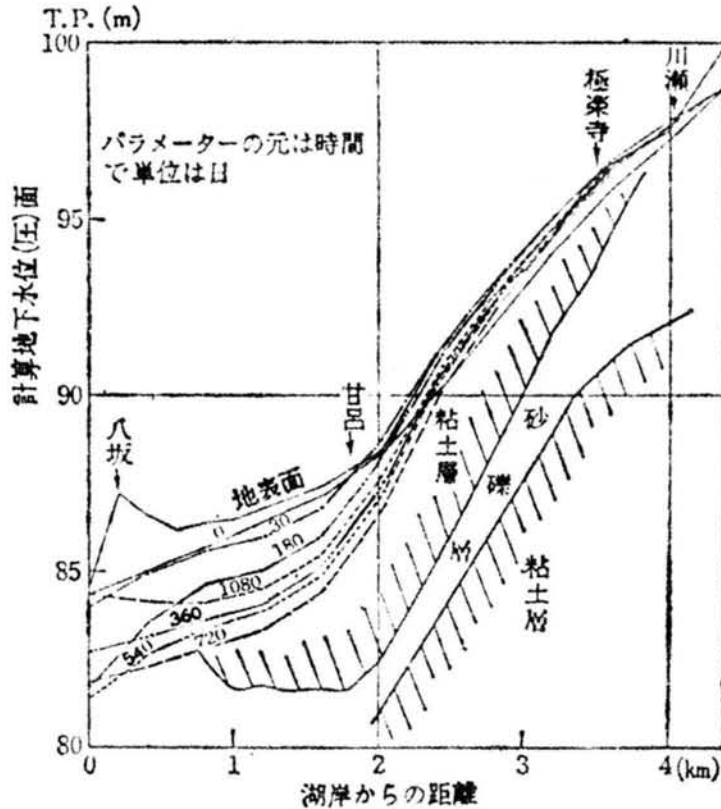 T.P.(m)
100
95
90
85
80
計算地下水位(圧)面
パラメーターの元は時間
で単位は日
川瀬
極楽寺
甘呂
八坂
地表面
0
30
180
1080
360
540
720
粘土層
砂礫層
粘土層
0
1
2
3
4(km)
湖岸からの距離